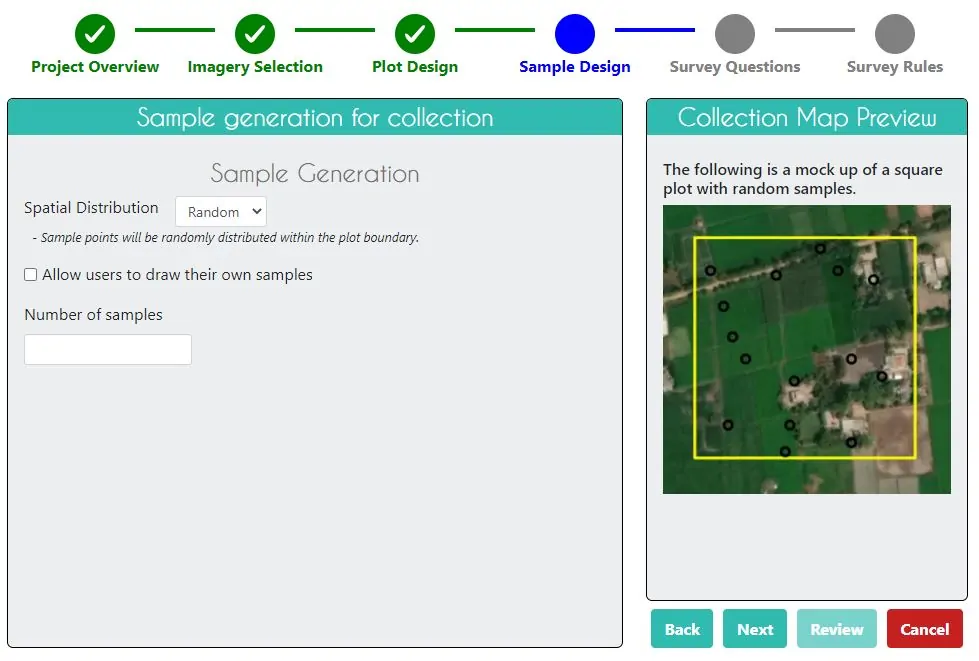 Project Overview
Imagery Selection
Plot Design
Sample Design
Survey Questions
Survey Rules
Sample generation for collection
Sample Generation
Spatial Distribution Random
- Sample points will be randomly distributed within the plot boundary.
Allow users to draw their own samples
Number of samples
Collection Map Preview
The following is a mock up of a square
plot with random samples.
Back
Next
Review
Cancel